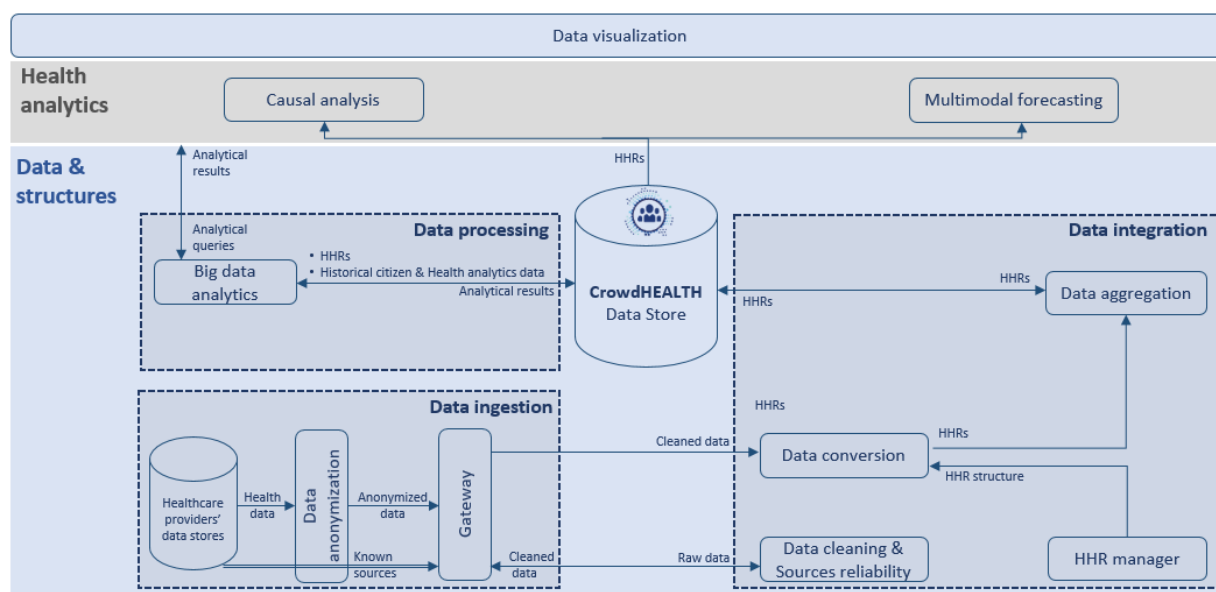 Data visualization
Health
analytics
Causal analysis
Multimodal forecasting
Data &
structures
Analytical
results
HHRs
Data processing
Analytical
queries
• HHRs
• Historical citizen & Health analytics data
Analytical results
Big data
analytics
CrowdHEALTH
Data Store
Data integration
HHRs
HHRs
Data aggregation
Data ingestion
Healthcare
providers'
data stores
Health
data
Data
anonymization
Anonymized
data
Gateway
Known
sources
Cleaned
data
Cleaned data
Raw data
HHRs
Data conversion
HHRs
HHR structure
Data cleaning &
Sources reliability
HHR manager